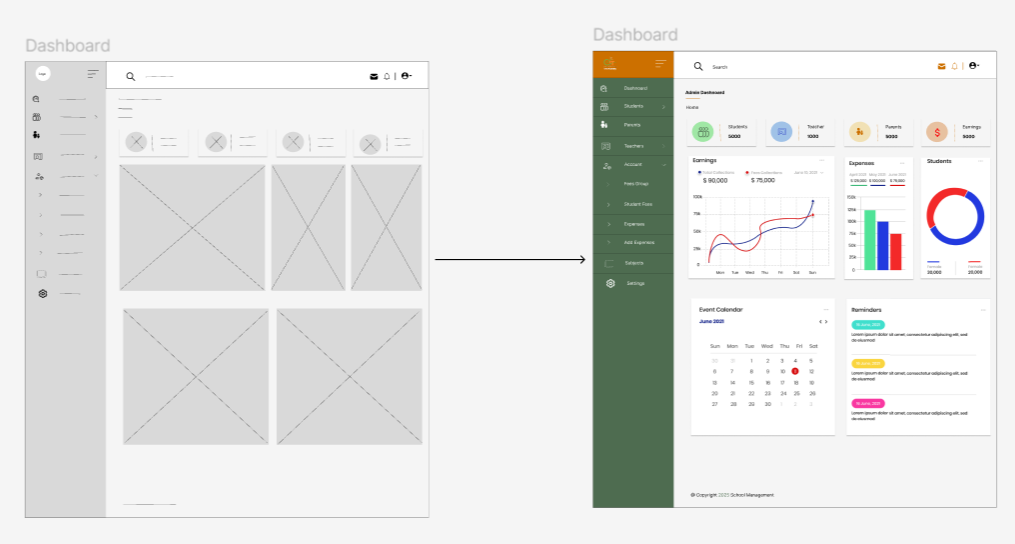 Dashboard
Dashboard
Search
Dashboard
Students
Parents
Teachers
Account
Fees Group
Student Fees
Expenses
Add Expenses
Subjects
Settings
Admin Dashboard
Home
Students
5000
Teacher
1000
Parents
5000
Earnings
5000
Earnings
Total Collections
Fees Collections
$ 90,000
$ 75,000
100k
75k
50k
25k
0
Mon Tue Wed Thu Fri Sat Sun
Expenses
$ 75,000
100k
125k
100k
75k
50k
25k
0
Students
20,000
20,000
Event Calendar
June 2021
Sun Mon Tue Wed Thu Fri Sat
1 2 3 4 5
6 7 8 9 10 12
13 14 15 16 17 18 19
20 21 22 23 24 25 26
27 28 29 30 1 2 3
Reminders
Lorem ipsum dolor sit amet, consectetur adipiscing elit, sed
do eiusmod
Lorem ipsum dolor sit amet, consectetur adipiscing elit, sed
do eiusmod
Lorem ipsum dolor sit amet, consectetur adipiscing elit, sed
do eiusmod
@ Copyright 2023 School Management